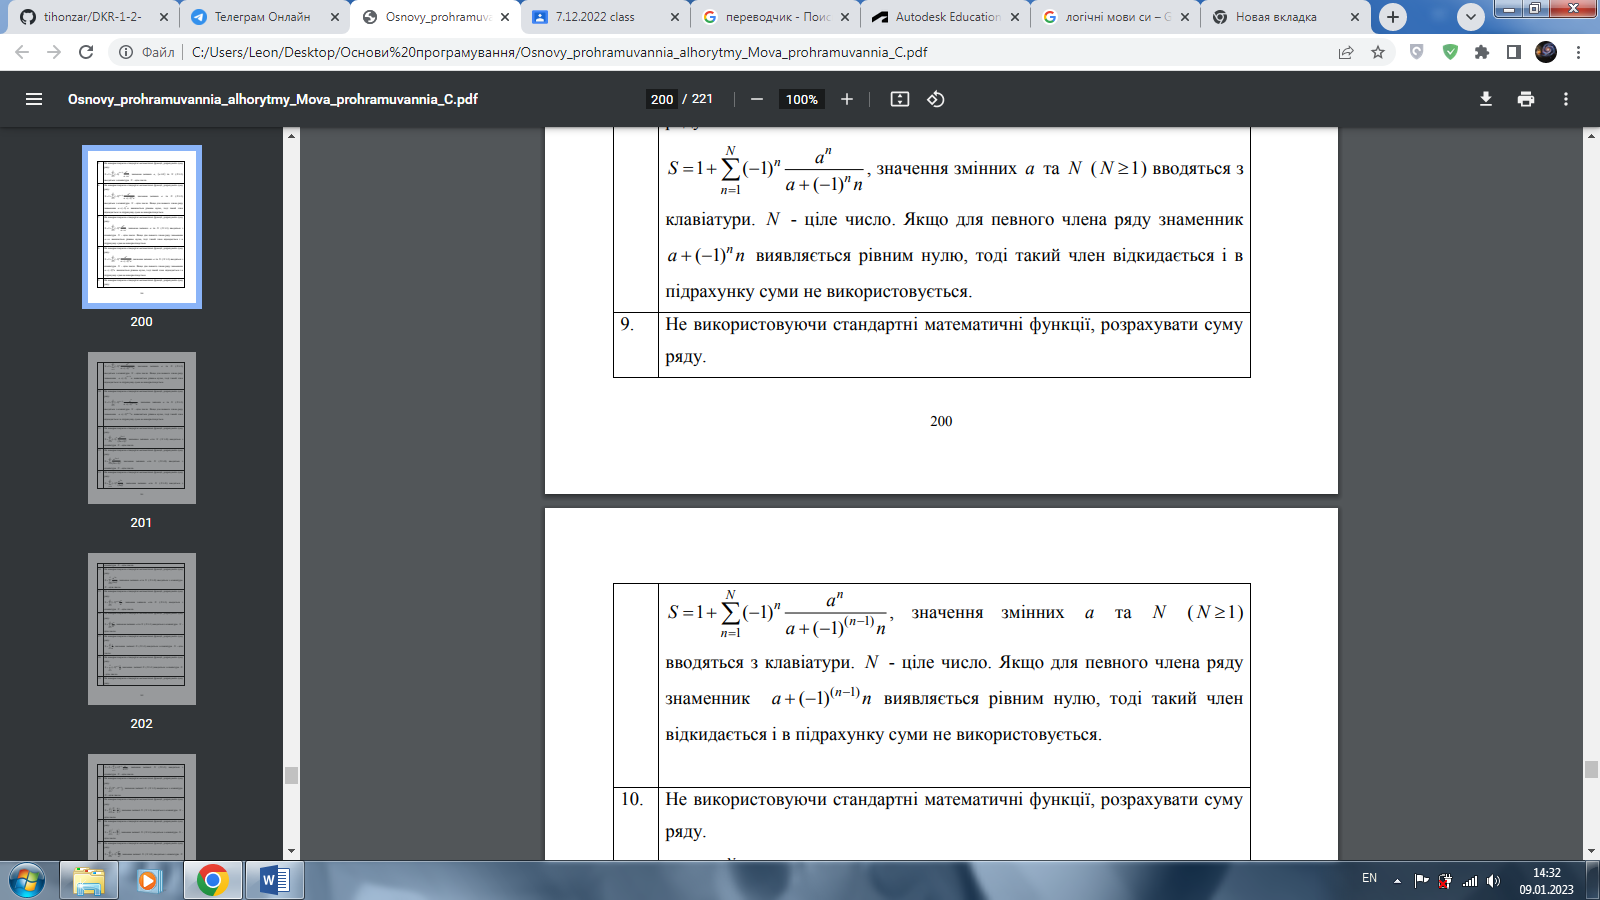 tihonzar/DKR-1-2-
Телеграм Онлайн
Osnovy_prohramuva
7.12.2022 class
переводчик - Поис
Autodesk Education
логічні мови си – G
Новая вкладка
Файл
C:/Users/Leon/Desktop/Основи%20програмування/Osnovy_prohramuvannia_alhorytmy_Mova_prohramuvannia_C.pdf
Osnovy_prohramuvannia_alhorytmy_Mova_prohramuvannia_C.pdf
200 / 221
100%
S = 1 + \sum_{n=1}^{N} (-1)^n \frac{a^n}{a + (-1)^n n}, значення змінних a та N ( N ≥ 1 ) вводяться з
клавіатури. N - ціле число. Якщо для певного члена ряду знаменник
a + (−1)^n n виявляється рівним нулю, тоді такий член відкидається і в
підрахунку суми не використовується.
9. Не використовуючи стандартні математичні функції, розрахувати суму
ряду.
200
S = 1 + \sum_{n=1}^{N} (-1)^n \frac{a^n}{a + (-1)^{(n-1)} n}, значення змінних a та N ( N ≥ 1 )
вводяться з клавіатури. N - ціле число. Якщо для певного члена ряду
знаменник a + (−1)^{(n−1)} n виявляється рівним нулю, тоді такий член
відкидається і в підрахунку суми не використовується.
10. Не використовуючи стандартні математичні функції, розрахувати суму
ряду.
200
201
202
EN
14:32
09.01.2023